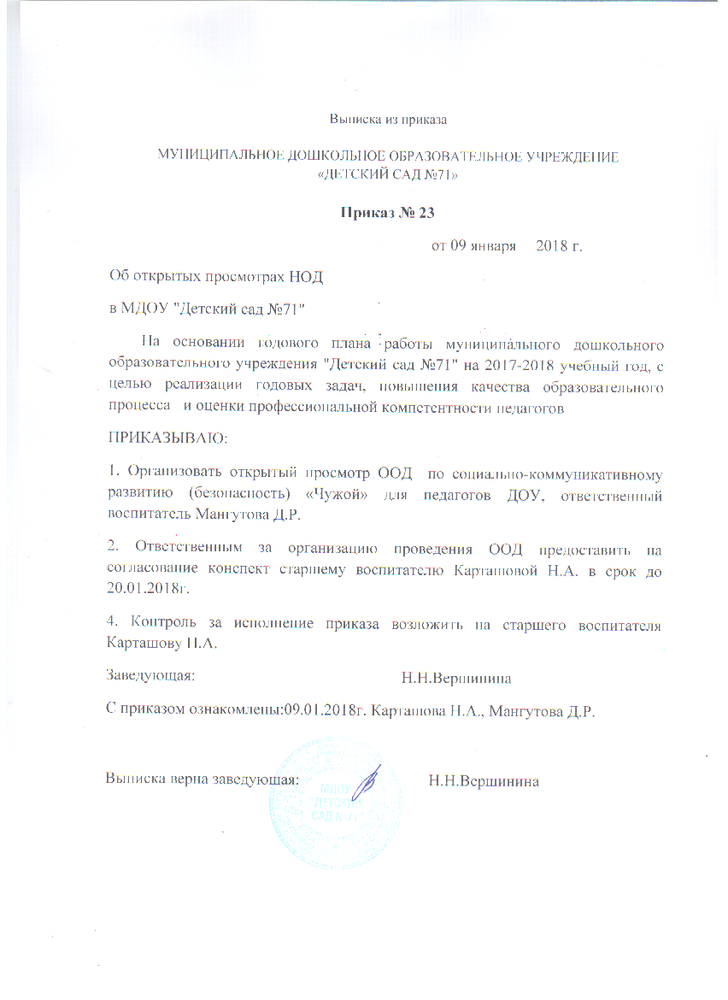 Выписка из приказа
МУНИЦИПАЛЬНОЕ ДОШКОЛЬНОЕ ОБРАЗОВАТЕЛЬНОЕ УЧРЕЖДЕНИЕ
«ДЕТСКИЙ САД №71»
Приказ № 23
от 09 января 2018 г.
Об открытых просмотрах НОД
в МДОУ "Детский сад №71"
На основании годового плана работы муниципального дошкольного
образовательного учреждения "Детский сад №71" на 2017-2018 учебный год, с
целью реализации годовых задач, повышения качества образовательного
процесса и оценки профессиональной компетентности педагогов
ПРИКАЗЫВАЮ:
1. Организовать открытый просмотр ООД по социально-коммуникативному
развитию (безопасность) «Чужой» для педагогов ДОУ, ответственный
воспитатель Мангутова Д.Р.
2. Ответственным за организацию проведения ООД предоставить на
согласование конспект старшему воспитателю Карташовой Н.А. в срок до
20.01.2018г.
4. Контроль за исполнение приказа возложить на старшего воспитателя
Карташову Н.А.
Заведующая: Н.Н.Вершинина
С приказом ознакомлены:09.01.2018г. Карташова Н.А., Мангутова Д.Р.
Выписка верна заведующая: Н.Н.Вершинина
МДОУ
"ДЕТСКИЙ
САД №71"